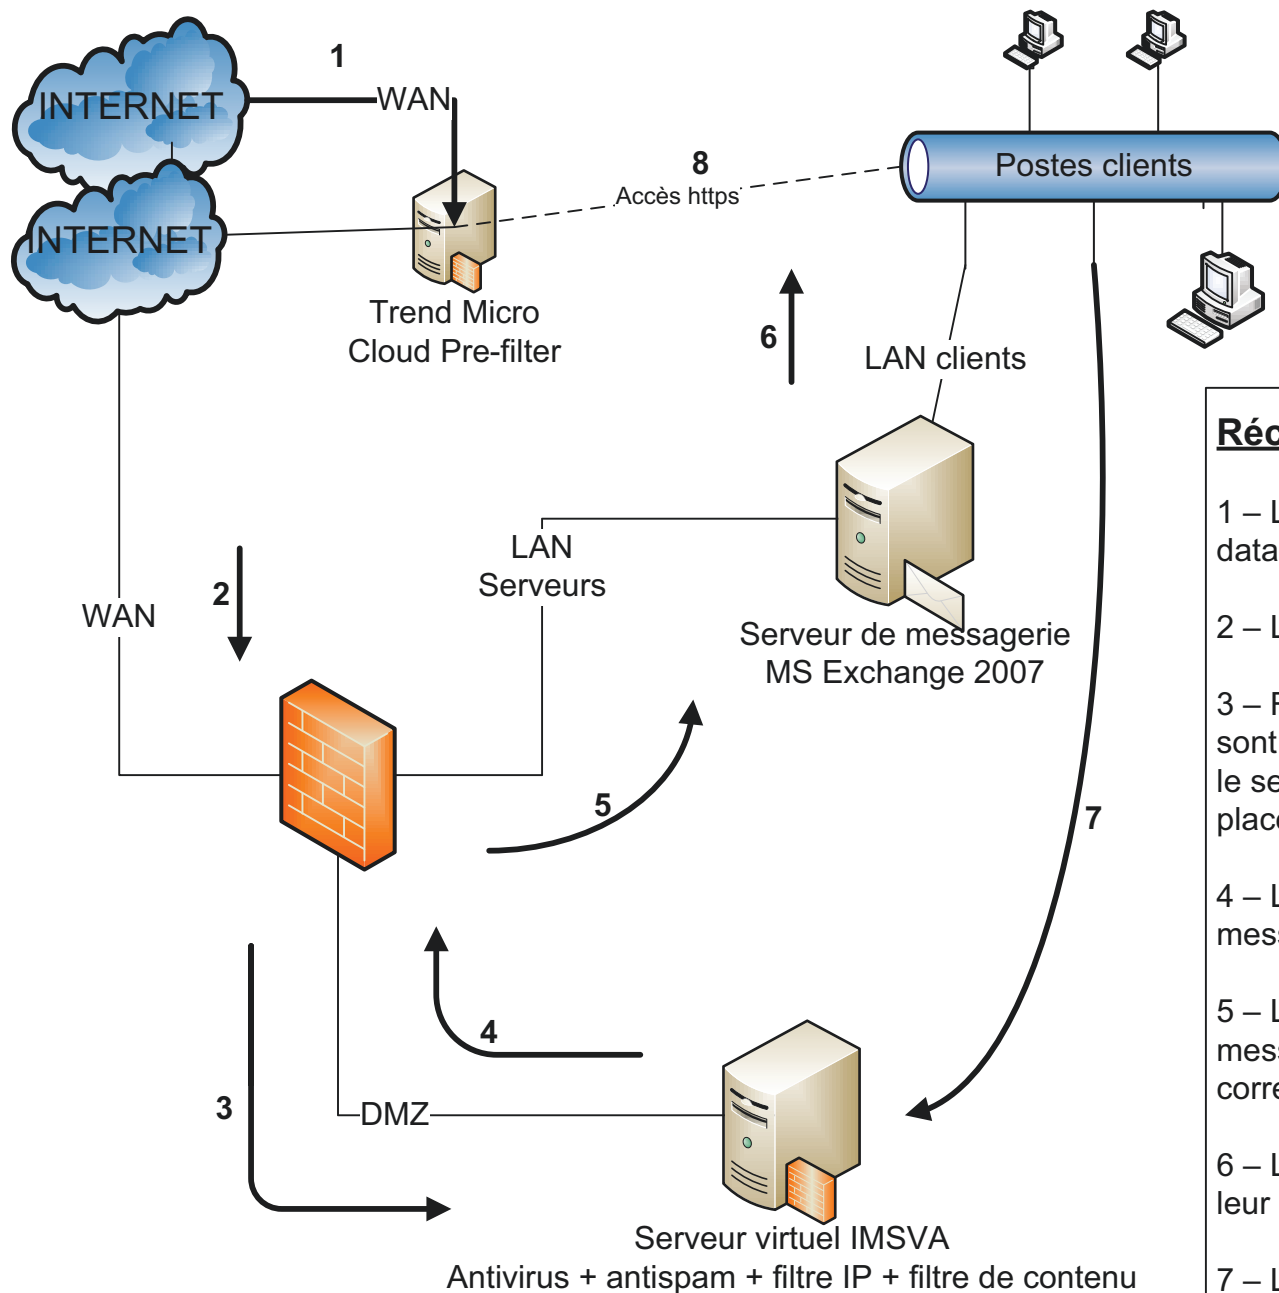 1
WAN
INTERNET
INTERNET
8
Accès https
Postes clients
Trend Micro
Cloud Pre-filter
6
LAN clients
2
WAN
LAN
Serveurs
Serveur de messagerie
MS Exchange 2007
5
7
4
3
DMZ
Serveur virtuel IMSVA
Antivirus + antispam + filtre IP + filtre de contenu
Réc
1 – L
data
2 – L
3 –
sont
le se
place
4 – L
mess
5 – L
mess
corre
6 – L
leur
7 – L